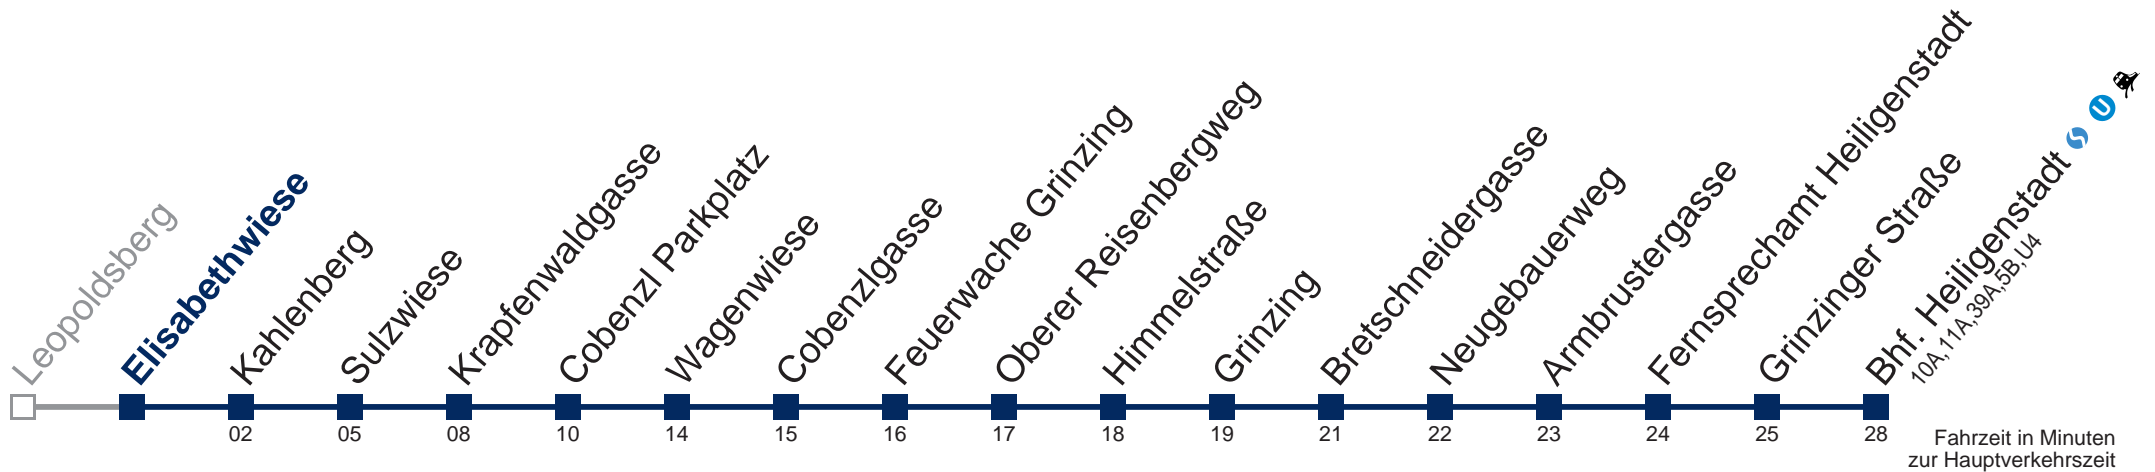 Leopoldsberg
Elisabethwiese
Kahlenberg
Sulzwiese
Krapfenwaldgasse
Cobenzl Parkplatz
Wagenwiese
Cobenzlgasse
Feuerwache Grinzing
Oberer Reisenbergweg
Himmelstraße
Grinzing
Bretschneidergasse
Neugebauerweg
Armbrustergasse
Fernsprechamt Heiligenstadt
Grinzinger Straße
Bhf. Heiligenstadt S U
10A,11A,39A,5B,U4
02 05 08 10 14 15 16 17 18 19 21 22 23 24 25 28
Fahrzeit in Minuten
zur Hauptverkehrszeit